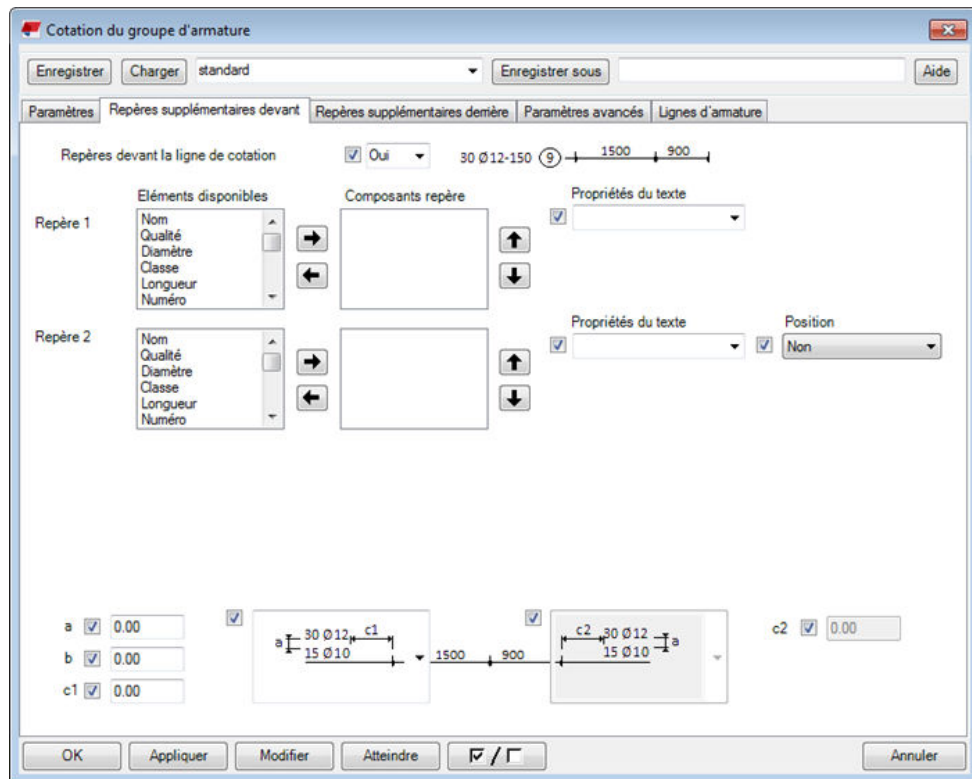 Cotation du groupe d'armature
Enregistrer Charger standard Enregistrer sous Aide
Paramètres Repères supplémentaires devant Repères supplémentaires derrière Paramètres avancés Lignes d'armature
Repères devant la ligne de cotation Oui 30 Ø12-150 9 1500 900
Eléments disponibles Composants repère Propriétés du texte
Repère 1
Nom
Qualité
Diamètre
Classe
Longueur
Numéro
Propriétés du texte Position
Repère 2 Non
Nom
Qualité
Diamètre
Classe
Longueur
Numéro
a 0.00 a 30 Ø12 c1 c2 30 Ø12 a c2 0.00
15 Ø10 1500 900 15 Ø10
b 0.00
c1 0.00
OK Appliquer Modifier Atteindre / Annuler